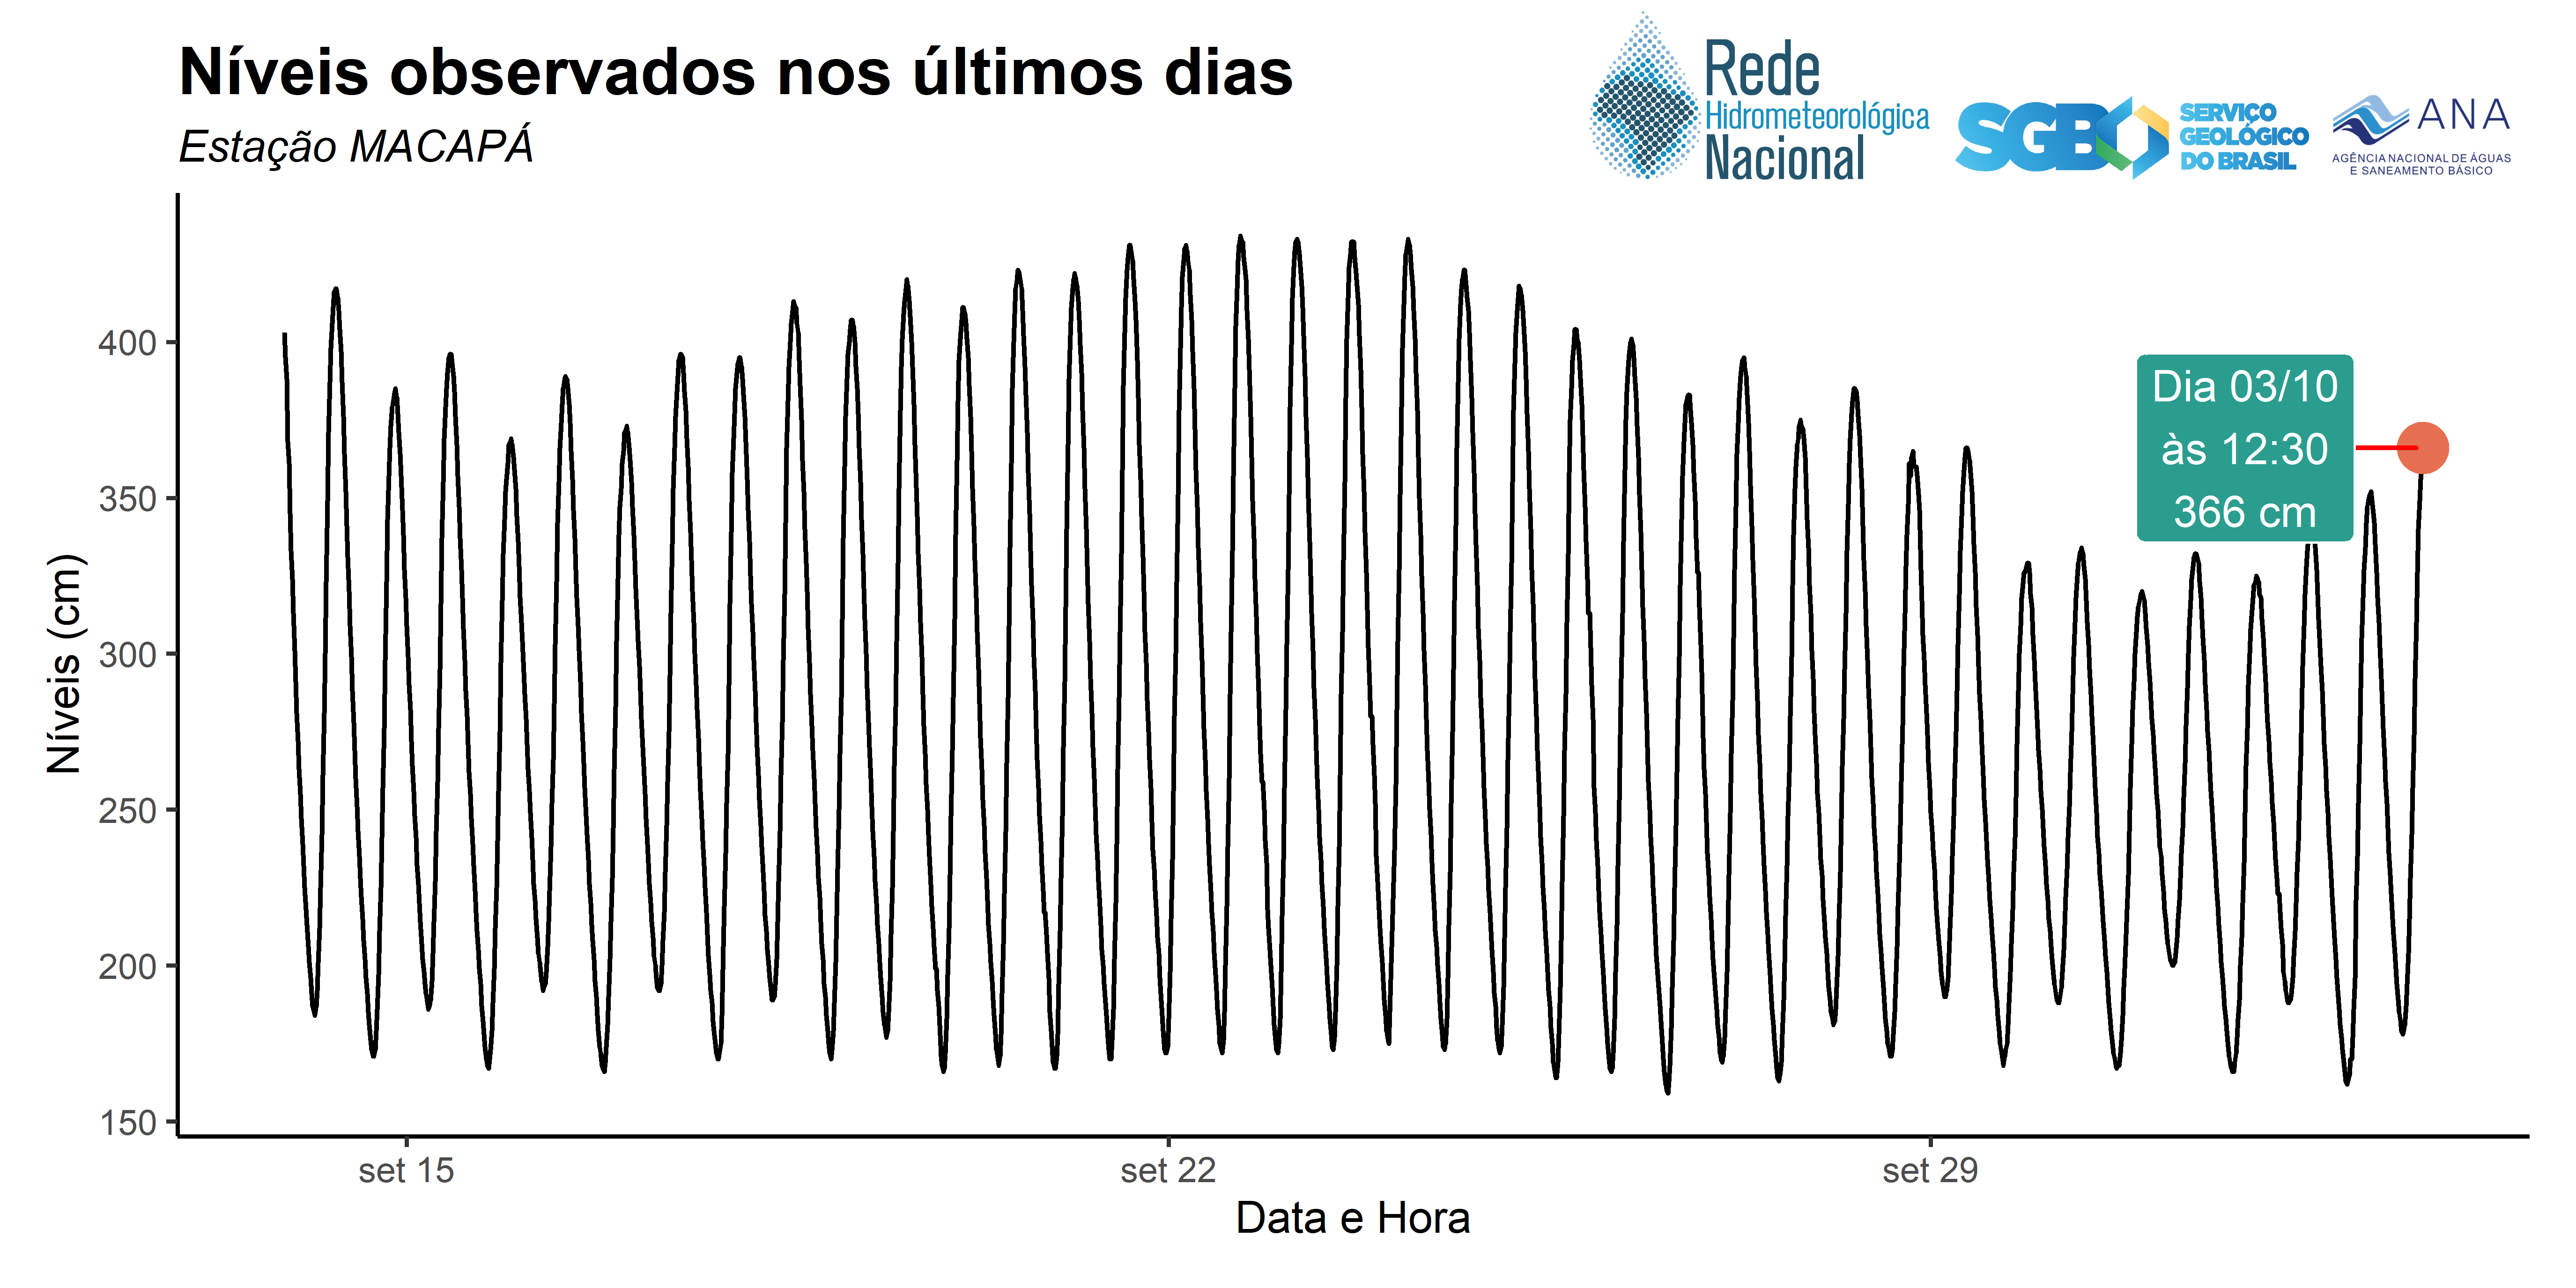 Níveis observados nos últimos dias
Estação MACAPÁ
Rede
Hidrometeorológica
Nacional
SGB
SERVIÇO
GEOLÓGICO
DO BRASIL
ANA
AGÊNCIA NACIONAL DE ÁGUAS
E SANEAMENTO BÁSICO
Níveis (cm)
400
350
300
250
200
150
Dia 03/10
às 12:30
366 cm
set 15
set 22
set 29
Data e Hora